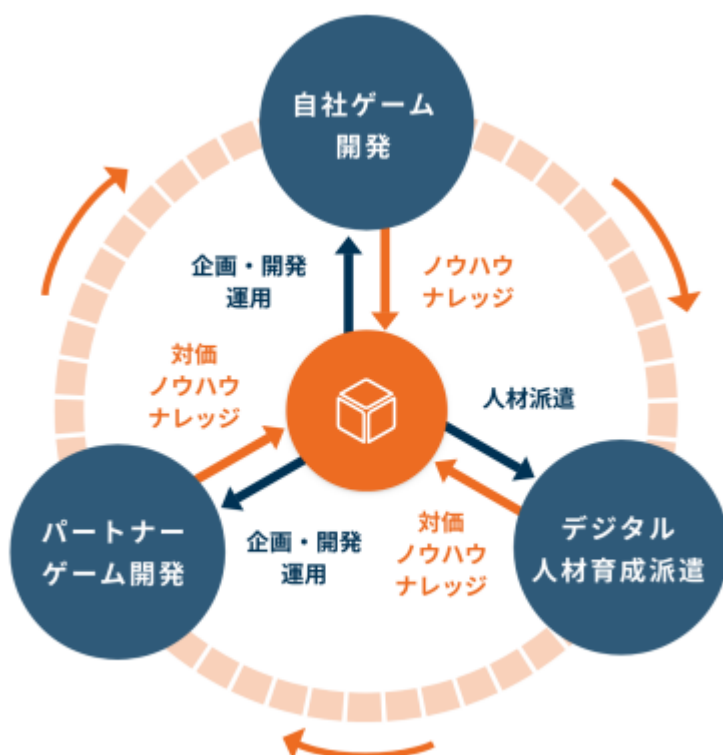 自社ゲーム
開発
企画・開発
運用
ノウハウ
ナレッジ
対価
ノウハウ
ナレッジ
人材派遣
パートナー
ゲーム開発
企画・開発
運用
対価
ノウハウ
ナレッジ
デジタル
人材育成派遣